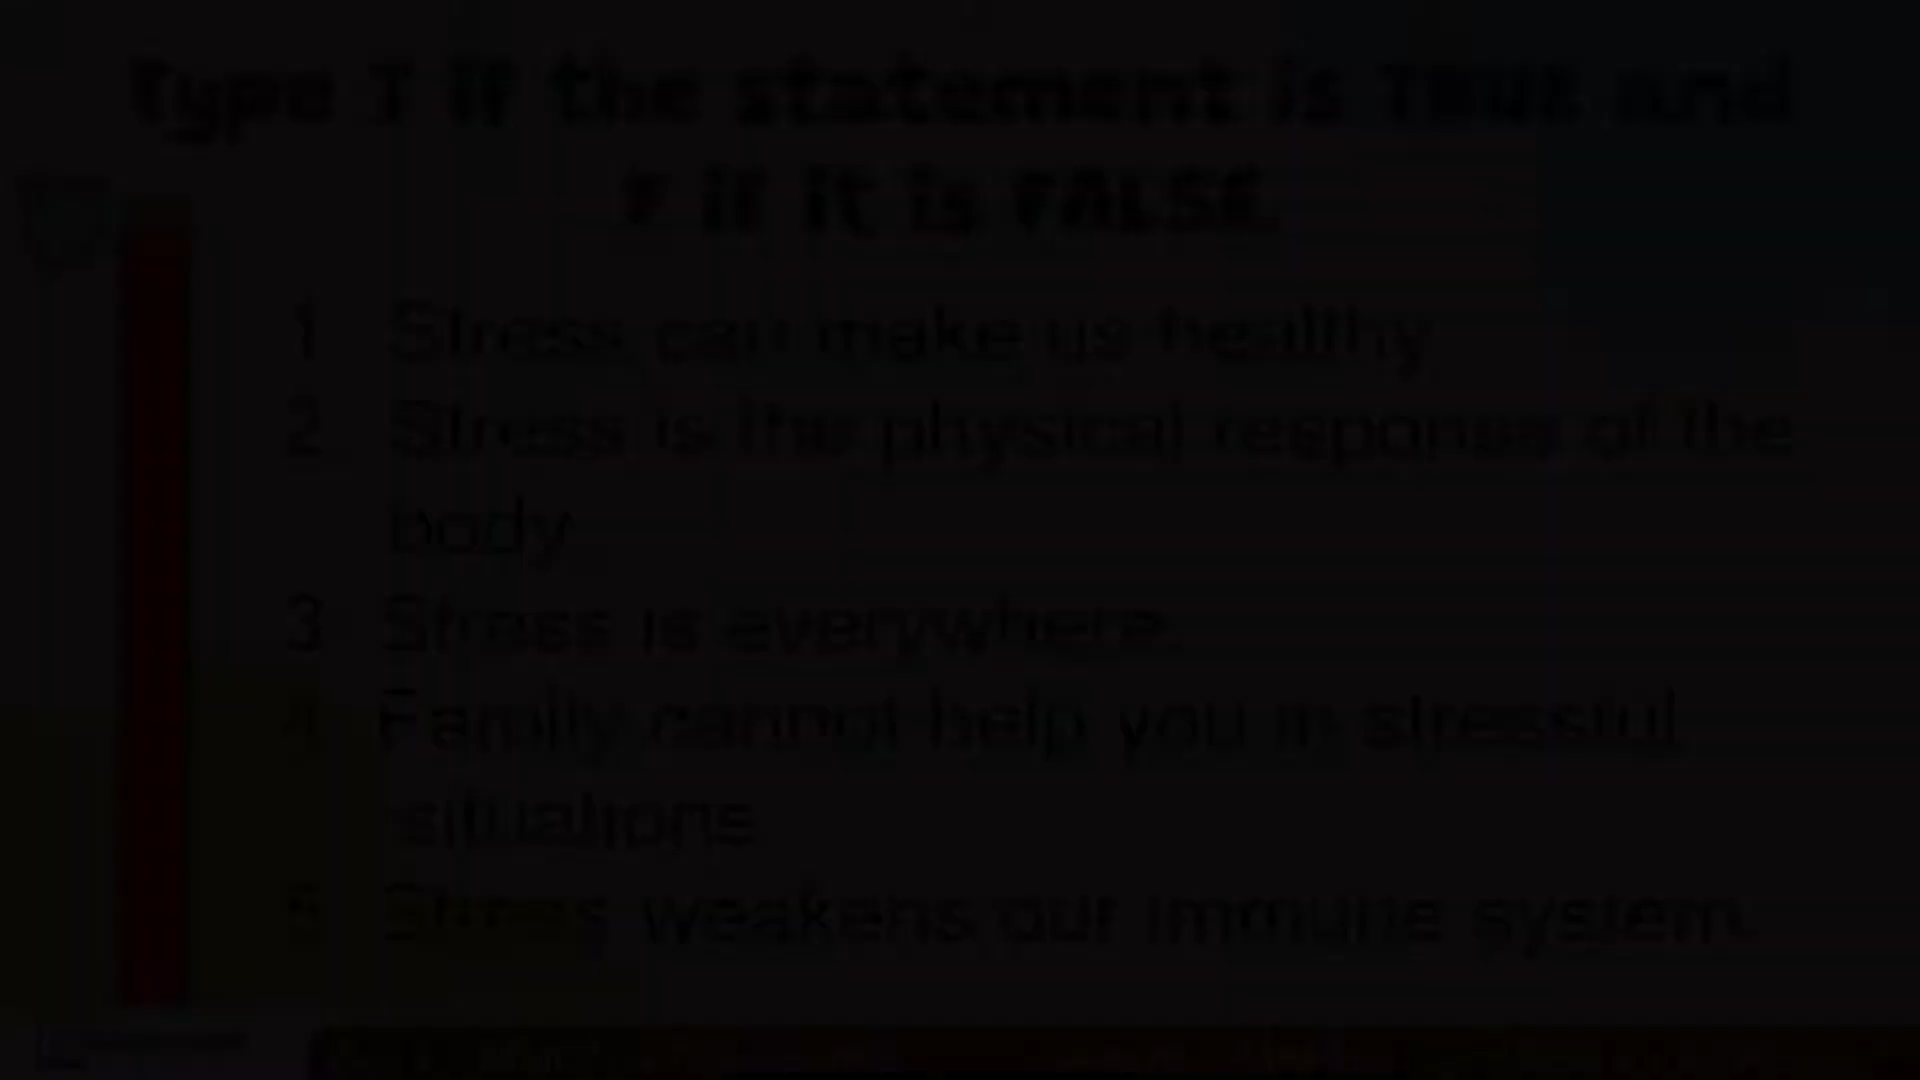 Type T if the statement is TRUE and
F if it is FALSE.
1 Stress can make us healthy
2 Stress is the physical response of the
body
3 Stress is everywhere.
4 Family cannot help you in stressful
situations
5 Stress weakens our immune system.